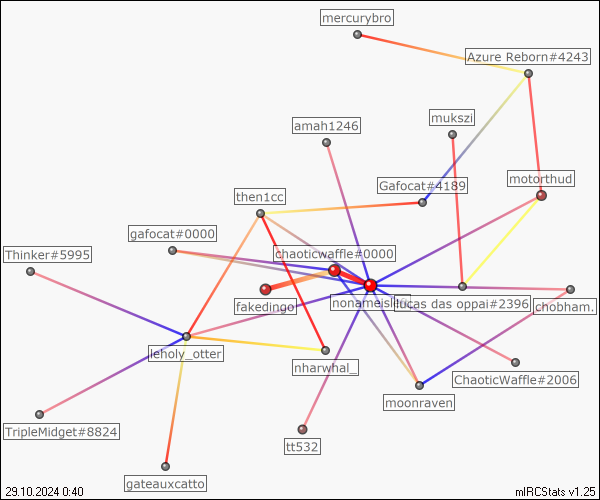 mercurybro
Azure Reborn#4243
mukszi
amah1246
motorthud
Gafocat#4189
then1cc
gafocat#0000
chaoticwaffle#0000
Thinker#5995
fakedingo
lucas das oppai#2396
chobham.
leholy_otter
nharwhal_
ChaoticWaffle#2006
moonraven
TripleMidget#8824
tt532
gateauxcatto
29.10.2024 0:40
mIRCStats v1.25